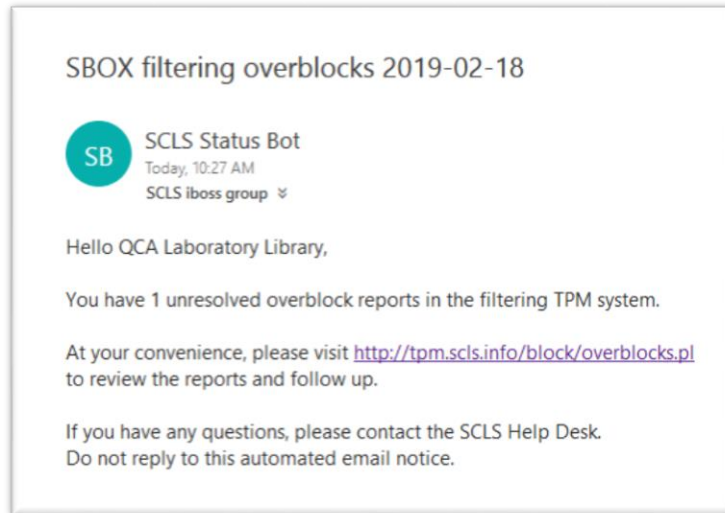 SBOX filtering overblocks 2019-02-18
SB
SCLS Status Bot
Today, 10:27 AM
SCLS iboss group
Hello QCA Laboratory Library,
You have 1 unresolved overblock reports in the filtering TPM system.
At your convenience, please visit http://tpm.scls.info/block/overblocks.pl
to review the reports and follow up.
If you have any questions, please contact the SCLS Help Desk.
Do not reply to this automated email notice.